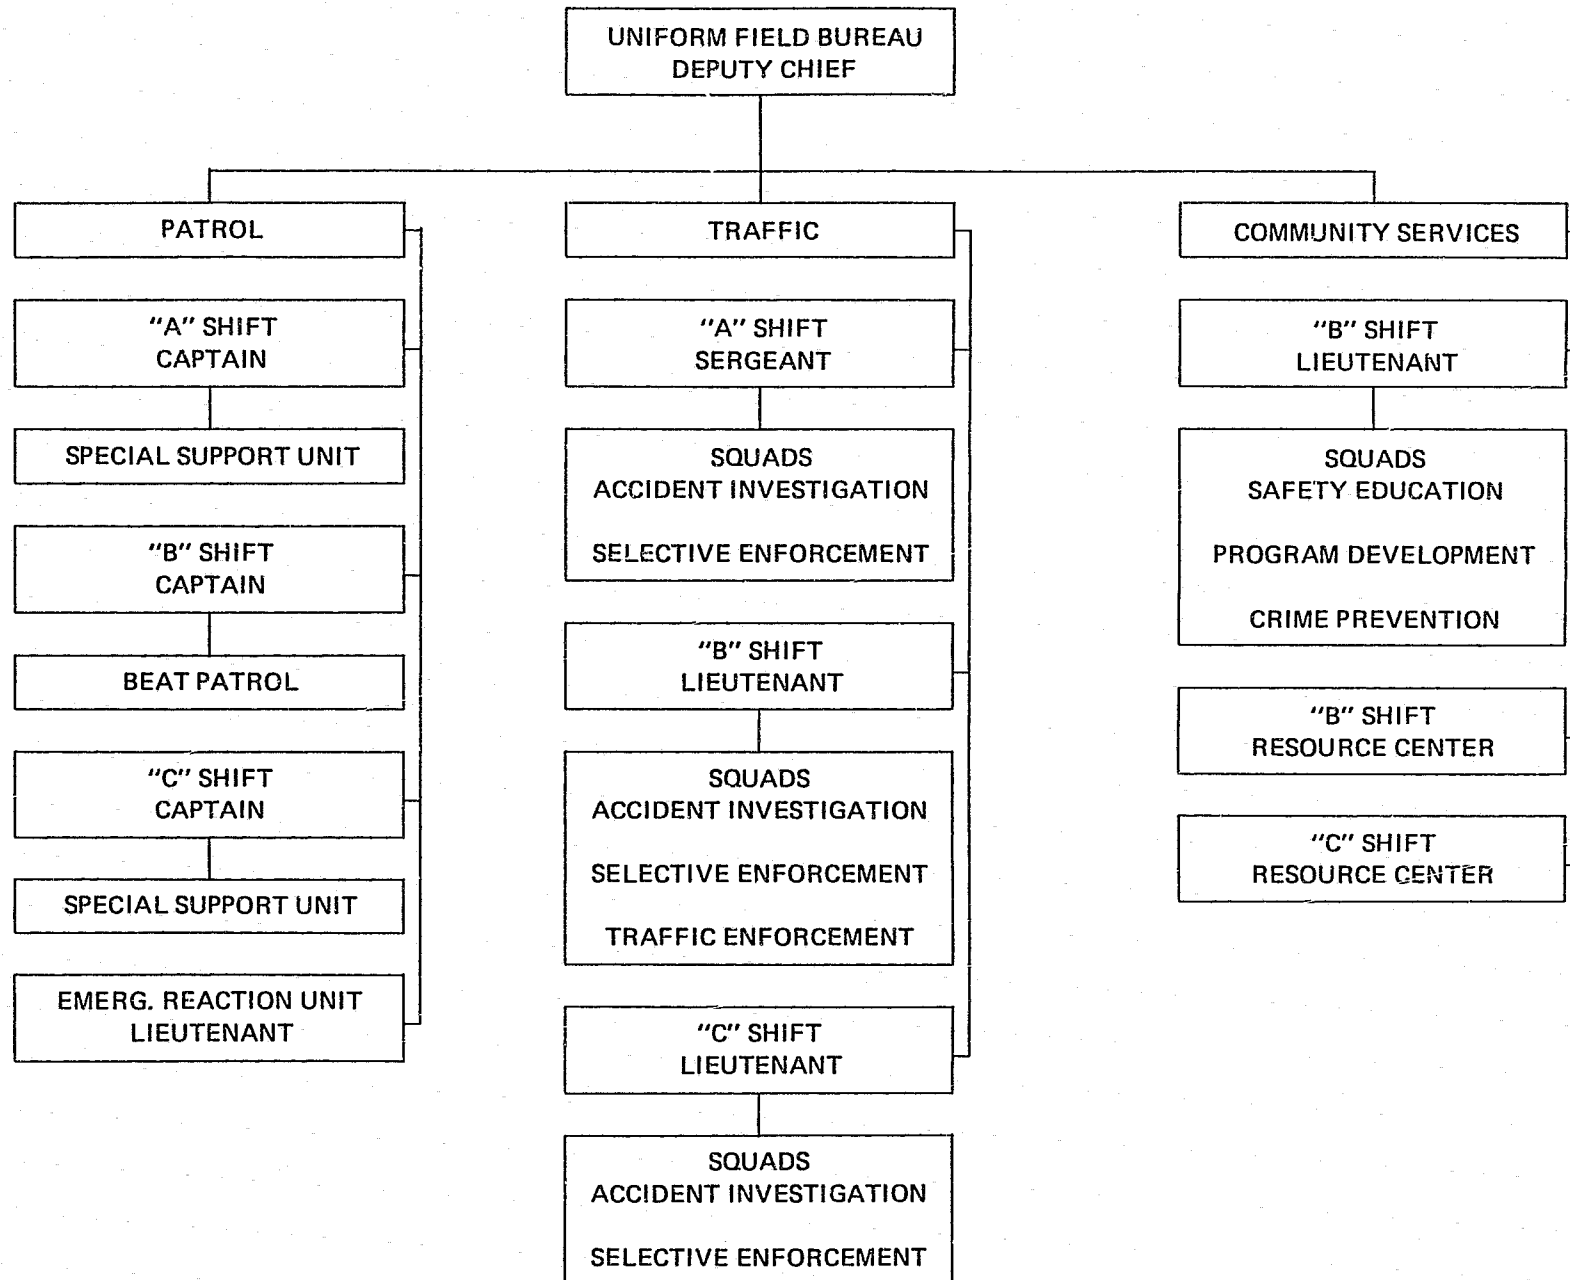 UNIFORM FIELD BUREAU
DEPUTY CHIEF
PATROL
"A" SHIFT
CAPTAIN
SPECIAL SUPPORT UNIT
"B" SHIFT
CAPTAIN
BEAT PATROL
"C" SHIFT
CAPTAIN
SPECIAL SUPPORT UNIT
EMERG. REACTION UNIT
LIEUTENANT
TRAFFIC
"A" SHIFT
SERGEANT
SQUADS
ACCIDENT INVESTIGATION
SELECTIVE ENFORCEMENT
"B" SHIFT
LIEUTENANT
SQUADS
ACCIDENT INVESTIGATION
SELECTIVE ENFORCEMENT
TRAFFIC ENFORCEMENT
"C" SHIFT
LIEUTENANT
SQUADS
ACCIDENT INVESTIGATION
SELECTIVE ENFORCEMENT
COMMUNITY SERVICES
"B" SHIFT
LIEUTENANT
SQUADS
SAFETY EDUCATION
PROGRAM DEVELOPMENT
CRIME PREVENTION
"B" SHIFT
RESOURCE CENTER
"C" SHIFT
RESOURCE CENTER